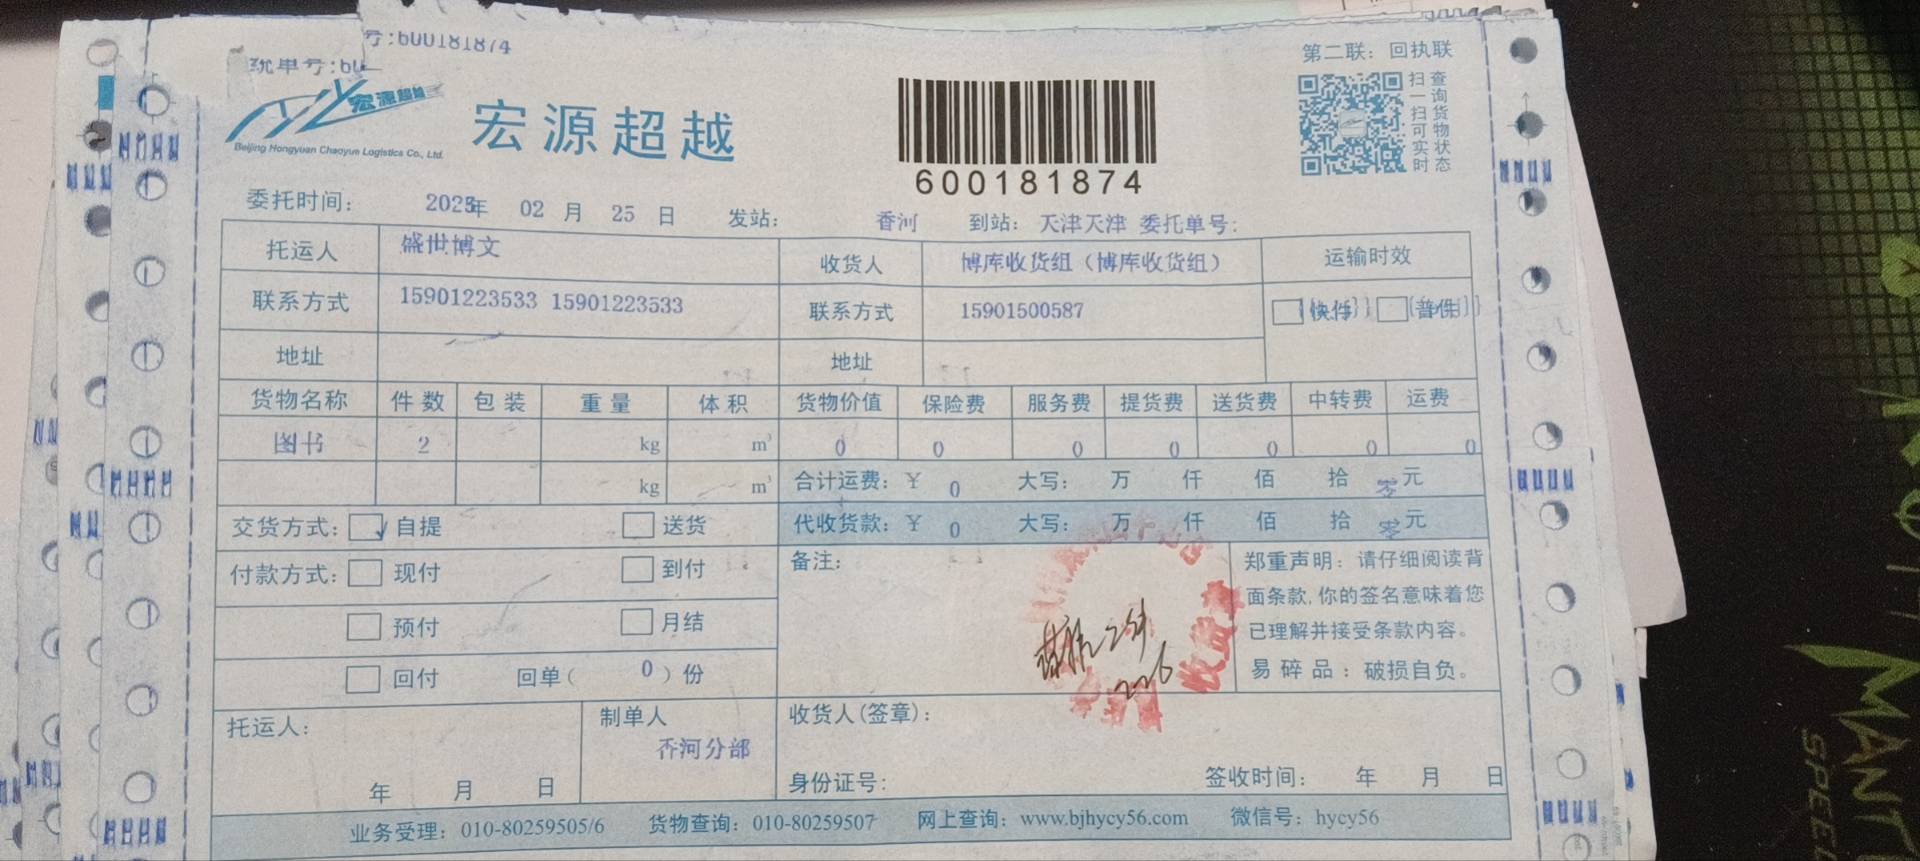 号:600181874
第二联：回执联
宏源超越
Beijing Hongyuan Chaoyue Logistics Co., Ltd.
宏源超越
600181874
扫一扫可实时
查询货物状态
委托时间： 2025年 02 月 25 日 发站： 香河 到站： 天津天津 委托单号:
托运人 盛世博文 收货人 博库收货组（博库收货组） 运输时效
联系方式 15901223533 15901223533 联系方式 15901500587 (快件) (普件)
地址 地址
货物名称 件数 包装 重量 体积 货物价值 保险费 服务费 提货费 送货费 中转费 运费
图书 2 kg m³ 0 0 0 0 0 0 0
kg m³ 合计运费：￥ 0 大写： 万 仟 佰 拾 零 元
交货方式： 自提 送货 代收货款：￥ 0 大写： 万 仟 佰 拾 零 元
付款方式： 现付 到付 备注：
预付 月结
回付 回单（ 0 ）份
郑重声明：请仔细阅读背
面条款,你的签名意味着您
已理解并接受条款内容。
易碎品：破损自负。
收货章
2.26
托运人： 制单人 收货人(签章)：
香河分部
年 月 日 身份证号： 签收时间： 年 月 日
业务受理：010-80259505/6 货物查询：010-80259507 网上查询：www.bjhycy56.com 微信号：hycy56
MANT
SPEED